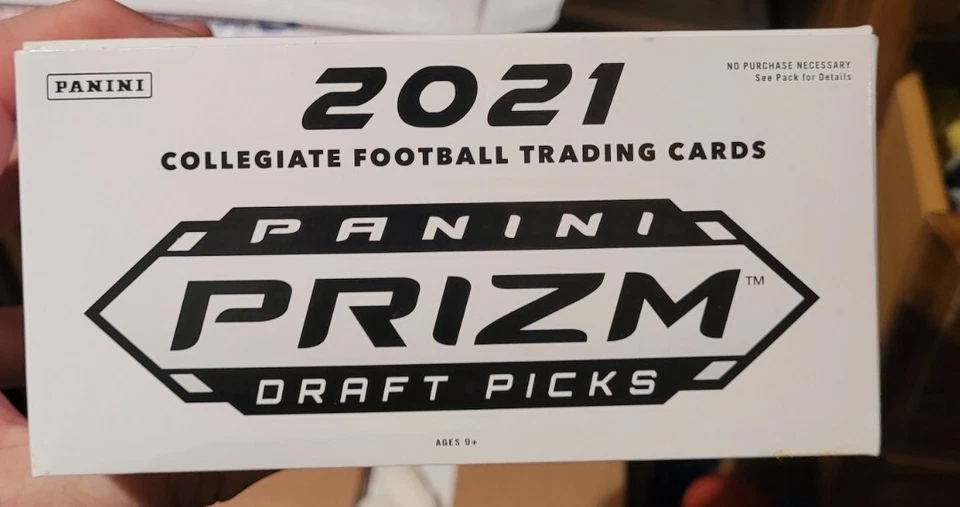 PANINI
NO PURCHASE NECESSARY
See Pack for Details
2021
COLLEGIATE FOOTBALL TRADING CARDS
PANINI
PRIZM™
DRAFT PICKS
AGES 9+